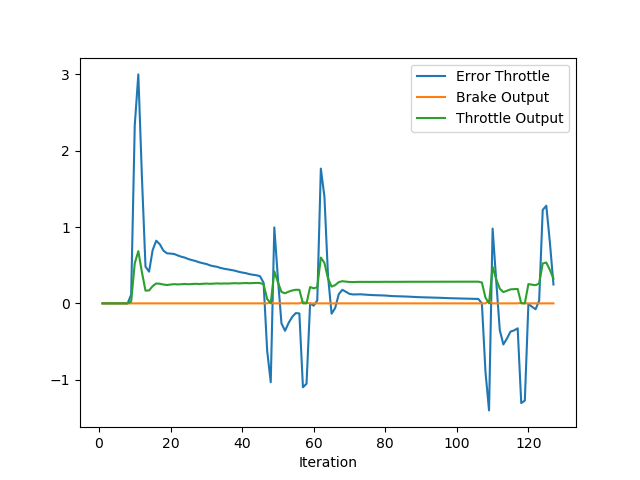 Error Throttle
Brake Output
Throttle Output
3
2
1
0
−1
0 20 40 60 80 100 120
Iteration